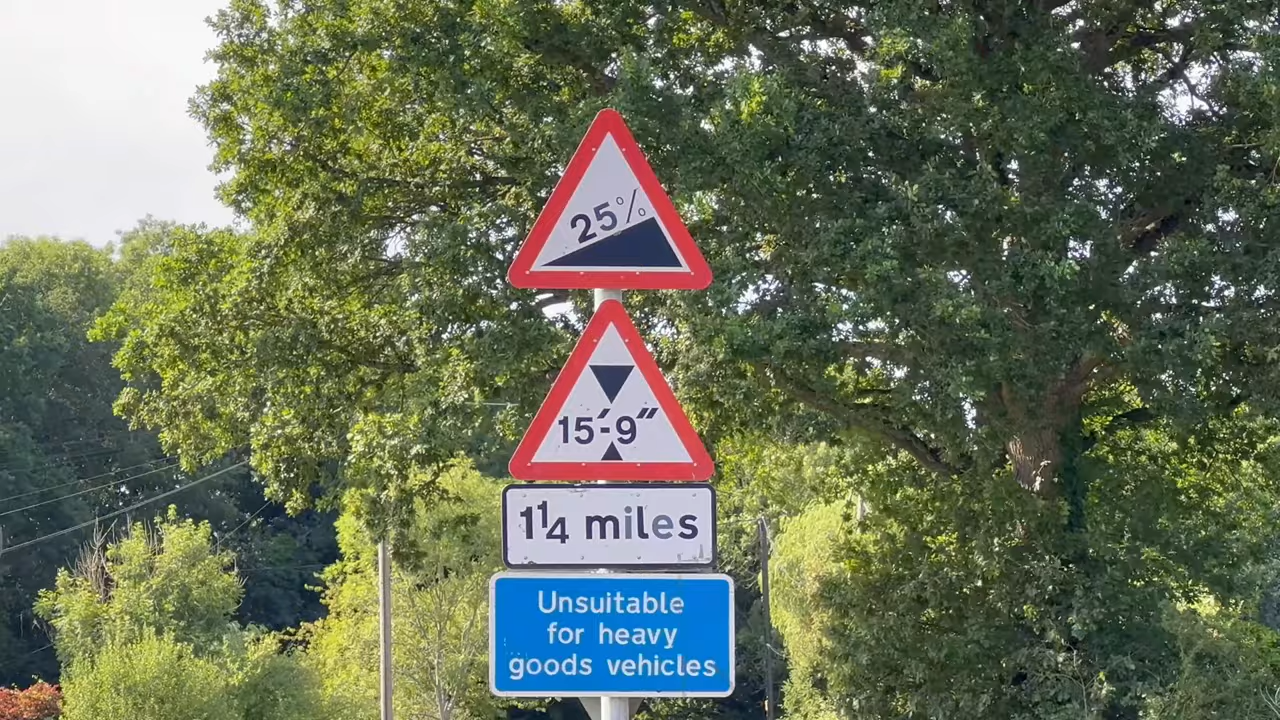 25%
15'-9"
1¼ miles
Unsuitable
for heavy
goods vehicles